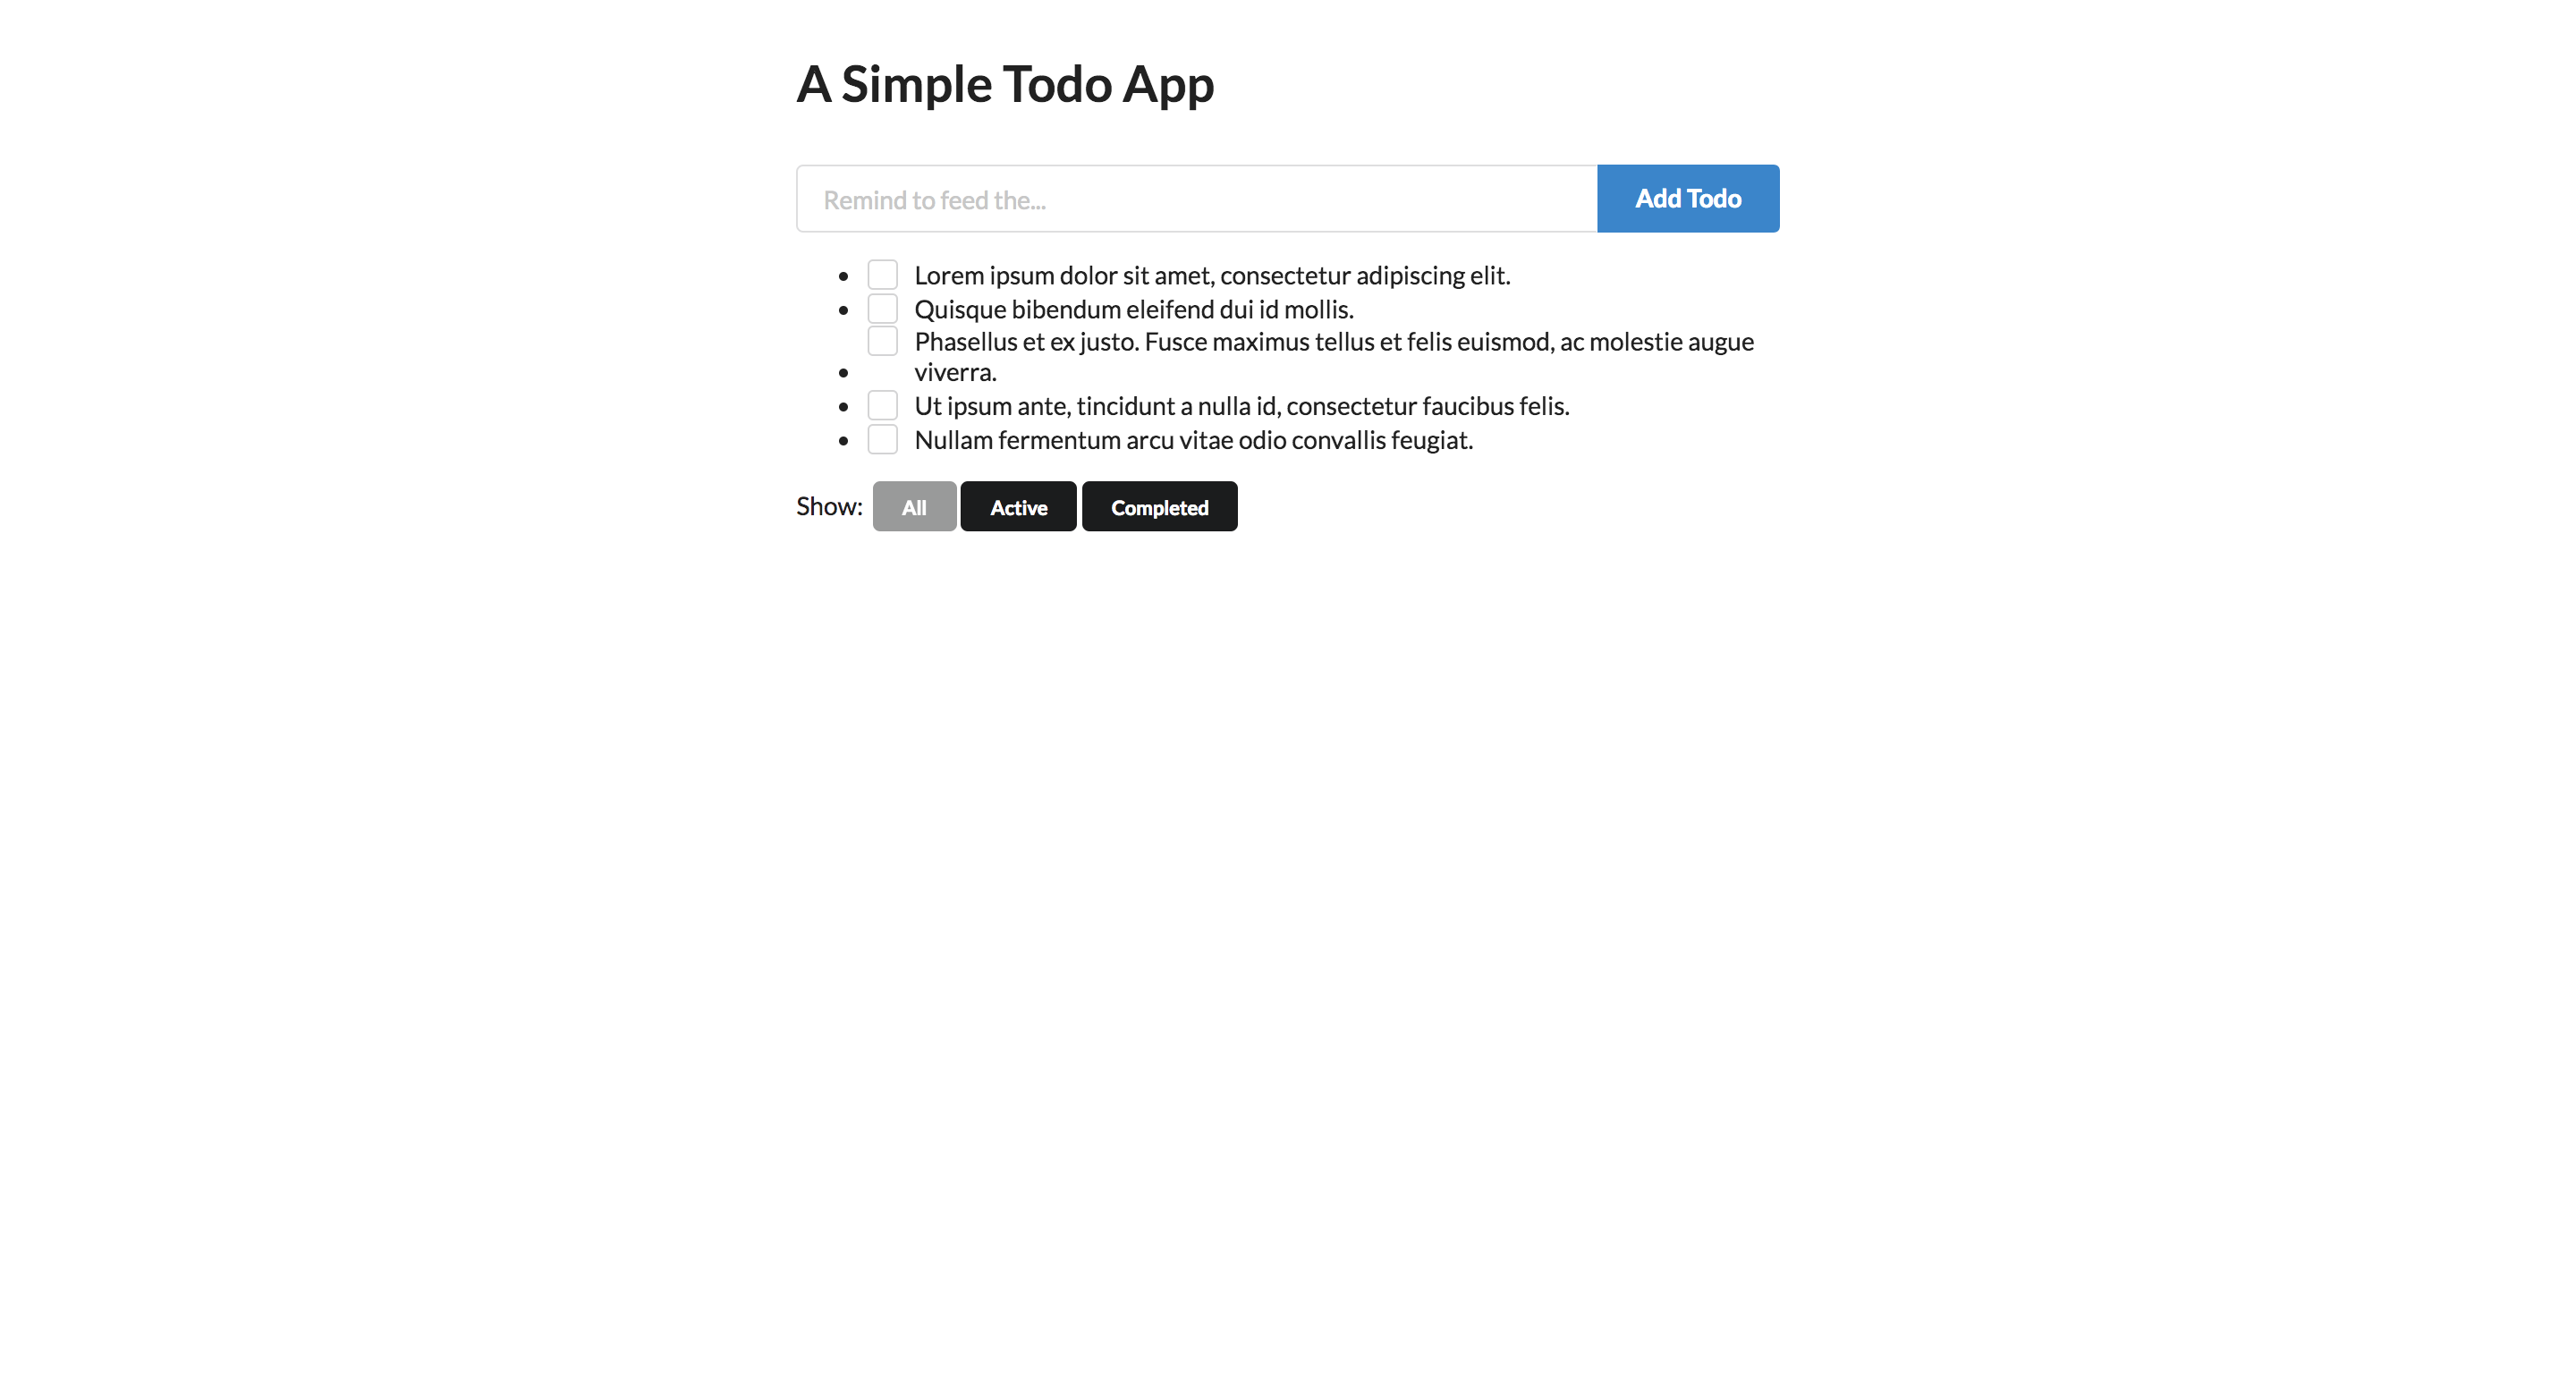 A Simple Todo App
Remind to feed the...
Add Todo
Lorem ipsum dolor sit amet, consectetur adipiscing elit.
Quisque bibendum eleifend dui id mollis.
Phasellus et ex justo. Fusce maximus tellus et felis euismod, ac molestie augue
viverra.
Ut ipsum ante, tincidunt a nulla id, consectetur faucibus felis.
Nullam fermentum arcu vitae odio convallis feugiat.
Show: All Active Completed